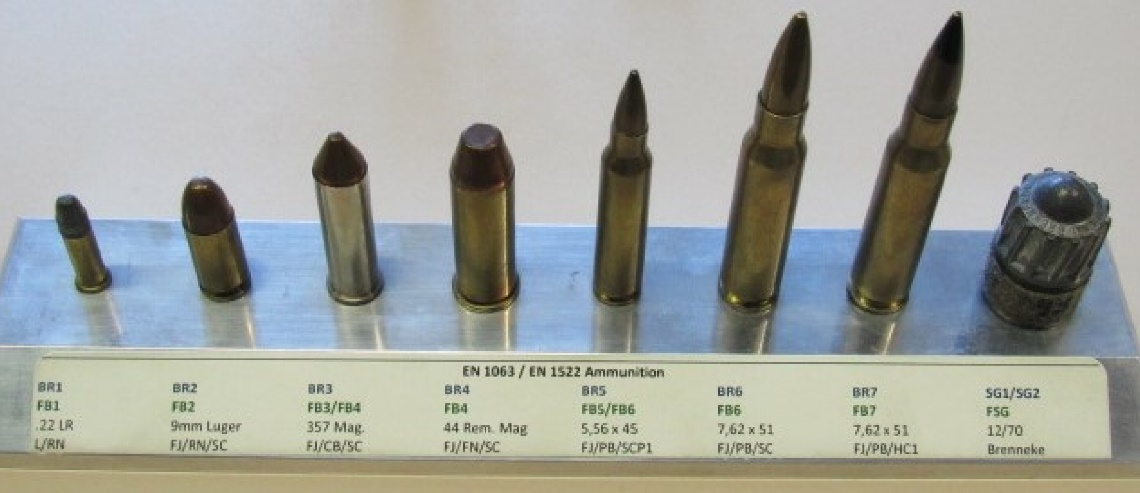 EN 1063 / EN 1522 Ammunition
BR1 BR2 BR3 BR4 BR5 BR6 BR7 SG1/SG2
FB1 FB2 FB3/FB4 FB4 FB5/FB6 FB6 FB7 FSG
.22 LR 9mm Luger 357 Mag. 44 Rem. Mag 5,56 x 45 7,62 x 51 7,62 x 51 12/70
L/RN FJ/RN/SC FJ/CB/SC FJ/FN/SC FJ/PB/SCP1 FJ/PB/SC FJ/PB/HC1 Brenneke